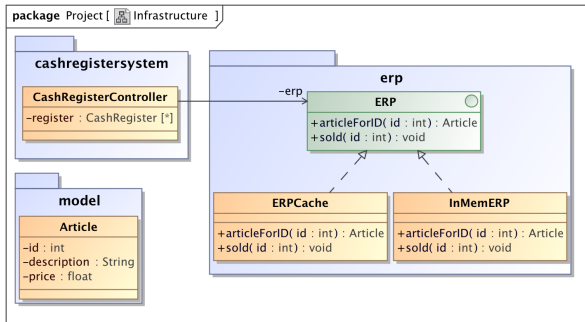 package Project [ Infrastructure ]
cashregistersystem
CashRegisterController
-register : CashRegister [*]
-erp
erp
ERP
+articleForID( id : int) : Article
+sold( id : int) : void
ERPCache
+articleForID( id : int) : Article
+sold( id : int) : void
InMemERP
+articleForID( id : int) : Article
+sold( id : int) : void
model
Article
-id : int
-description : String
-price : float